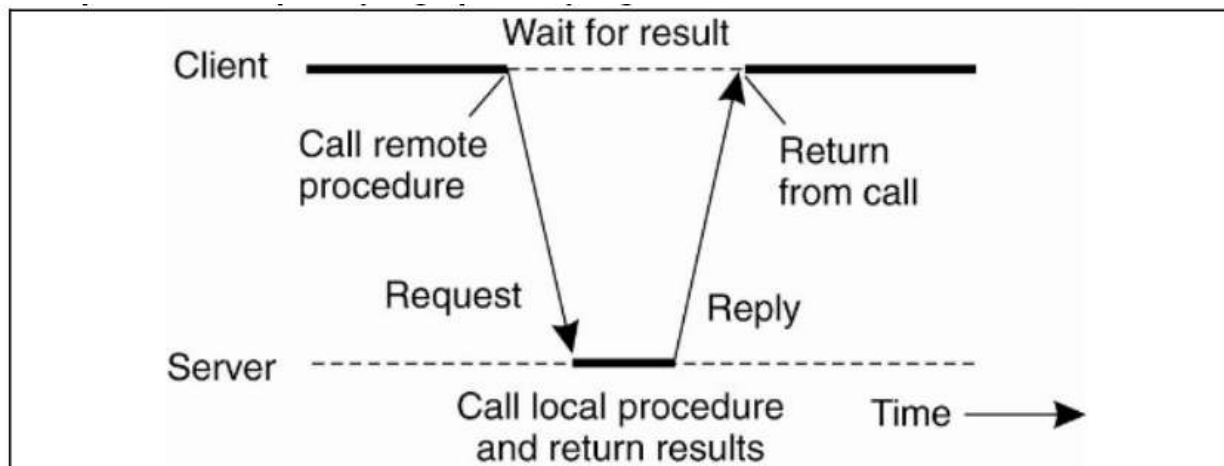 Wait for result
Client
Call remote
procedure
Return
from call
Request
Reply
Server
Call local procedure
and return results
Time